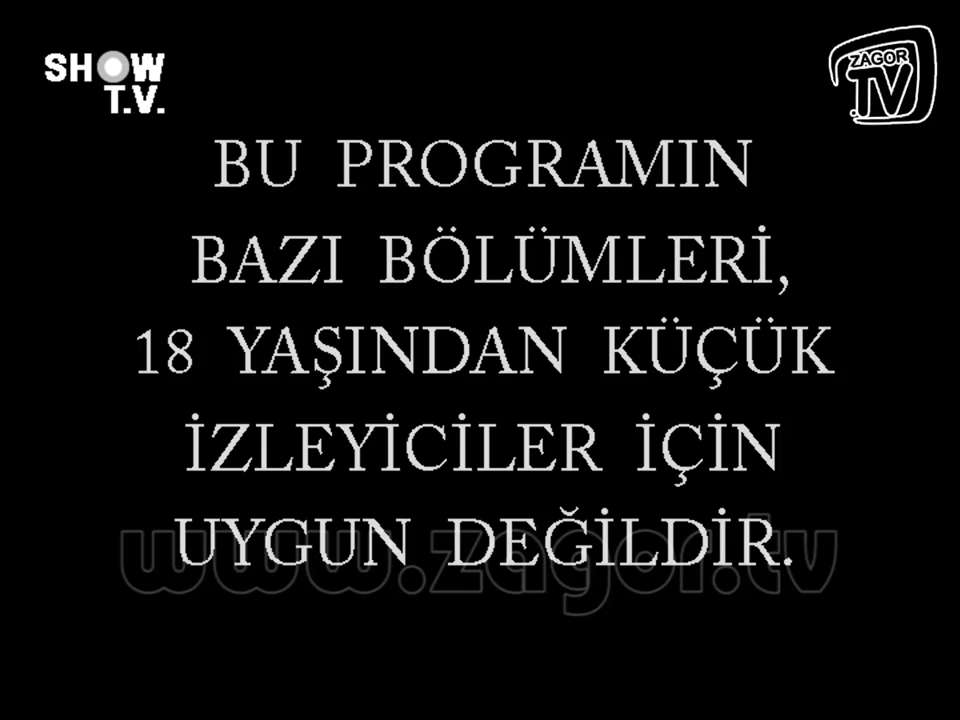 SHOW
T.V.
ZAGOR
TV
BU PROGRAMIN
BAZI BÖLÜMLERİ,
18 YAŞINDAN KÜÇÜK
İZLEYİCİLER İÇİN
UYGUN DEĞİLDİR.
www.zagor.tv